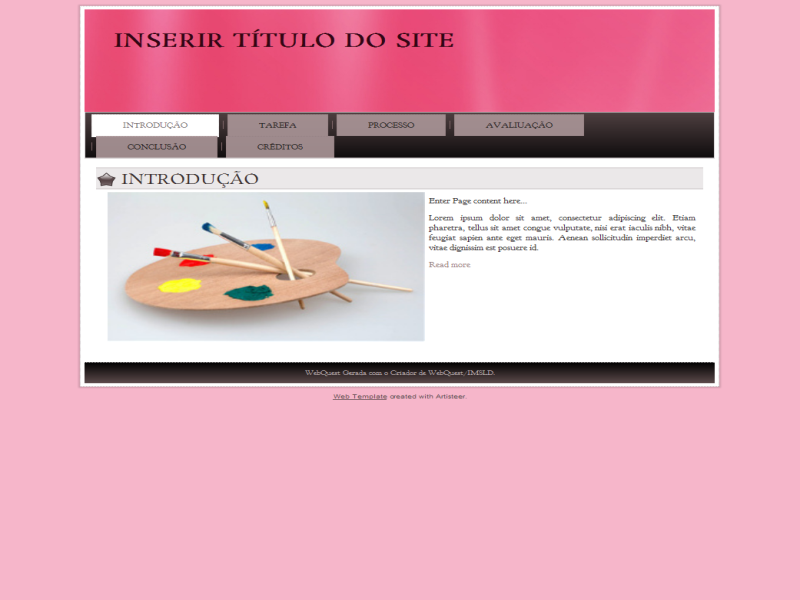 INSERIR TÍTULO DO SITE
INTRODUÇÃO
TAREFA
PROCESSO
AVALIUAÇÃO
CONCLUSÃO
CRÉDITOS
INTRODUÇÃO
Enter Page content here...
Lorem ipsum dolor sit amet, consectetur adipiscing elit. Etiam
pharetra, tellus sit amet congue vulputate, nisi erat iaculis nibh, vitae
feugiat sapien ante eget mauris. Aenean sollicitudin imperdiet arcu,
vitae dignissim est posuere id.
Read more
WebQuest Gerada com o Criador de WebQuest/IMSLD.
Web Template created with Artisteer.